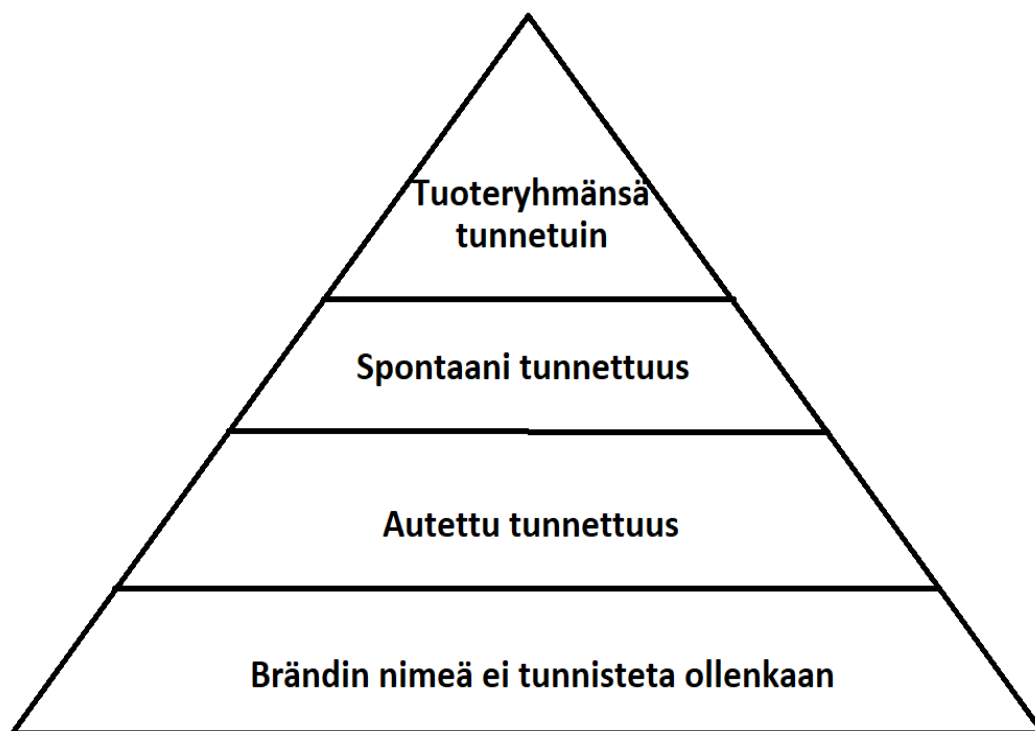 Tuoteryhmänsä
tunnetuin
Spontaani tunnettuus
Autettu tunnettuus
Brändin nimeä ei tunnisteta ollenkaan